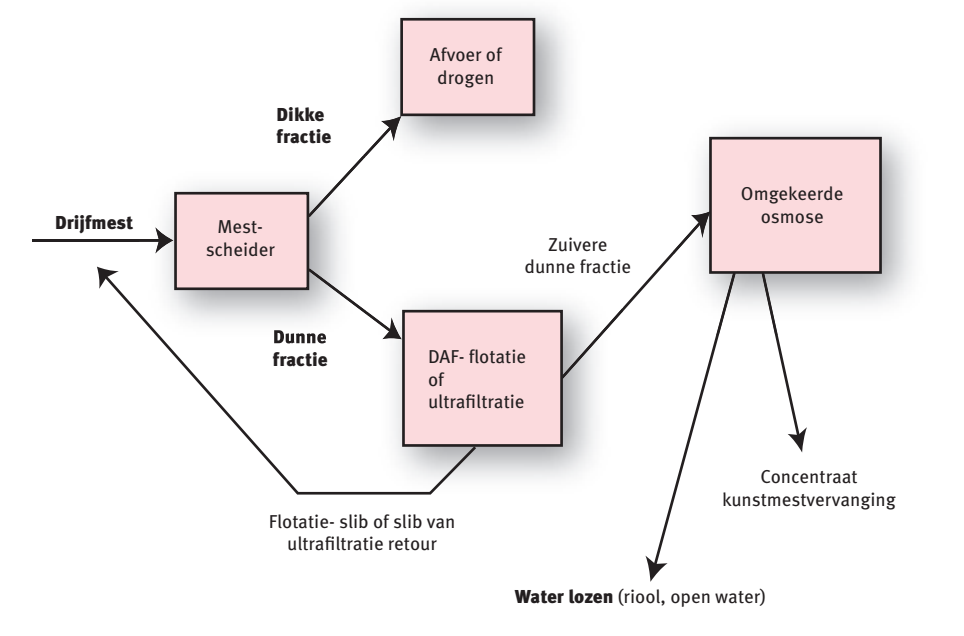 Afvoer of
drogen
Dikke
fractie
Drijfmest
Mest-
scheider
Omgekeerde
osmose
Zuivere
dunne fractie
Dunne
fractie
DAF- flotatie
of
ultrafiltratie
Concentraat
kunstmestvervanging
Flotatie- slib of slib van
ultrafiltratie retour
Water lozen (riool, open water)